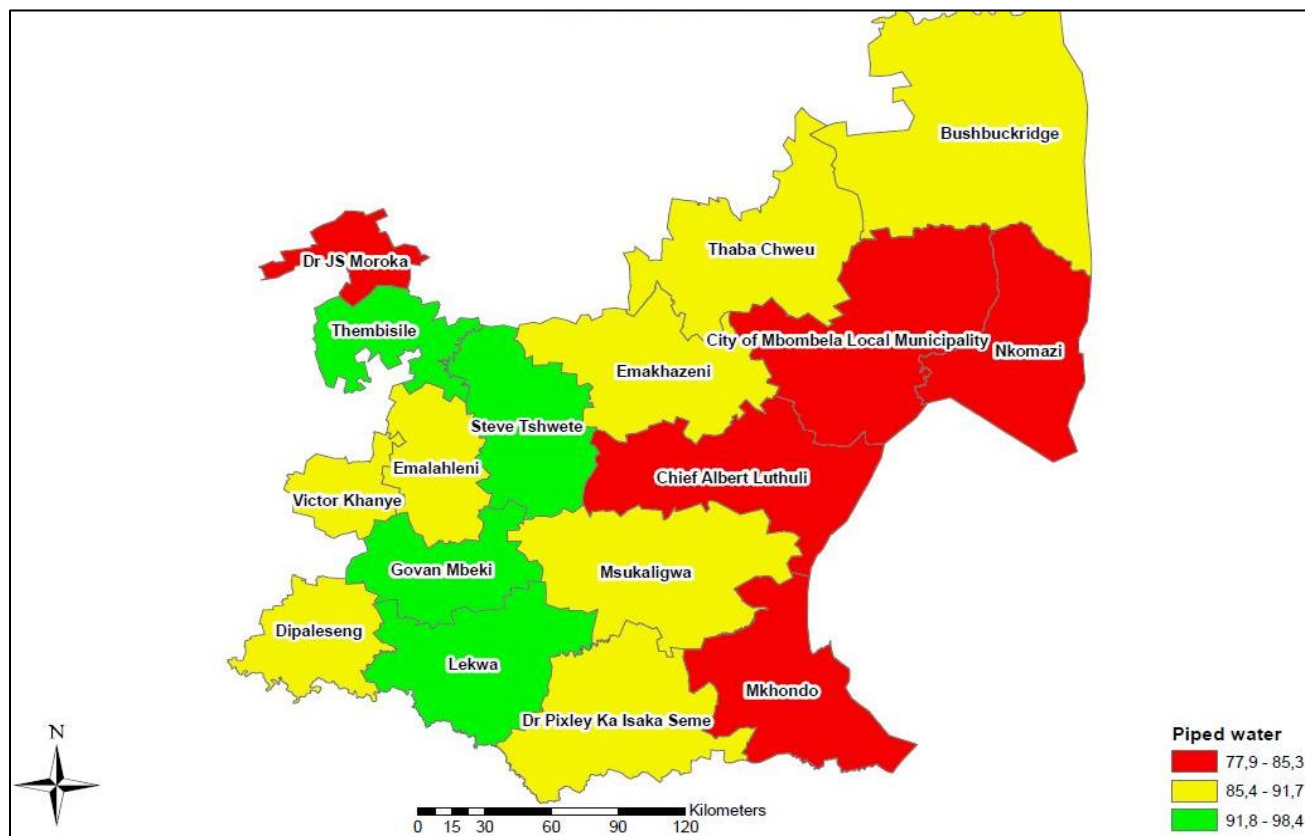 Bushbuckridge
Thaba Chweu
Dr JS Moroka
Thembisile
City of Mbombela Local Municipality
Nkomazi
Emakhazeni
Steve Tshwete
Emalahleni
Chief Albert Luthuli
Victor Khanye
Govan Mbeki
Msukaligwa
Dipaleseng
Lekwa
Mkhondo
Dr Pixley Ka Isaka Seme
N
Piped water
77,9 - 85,3
85,4 - 91,7
91,8 - 98,4
Kilometers
0 15 30 60 90 120